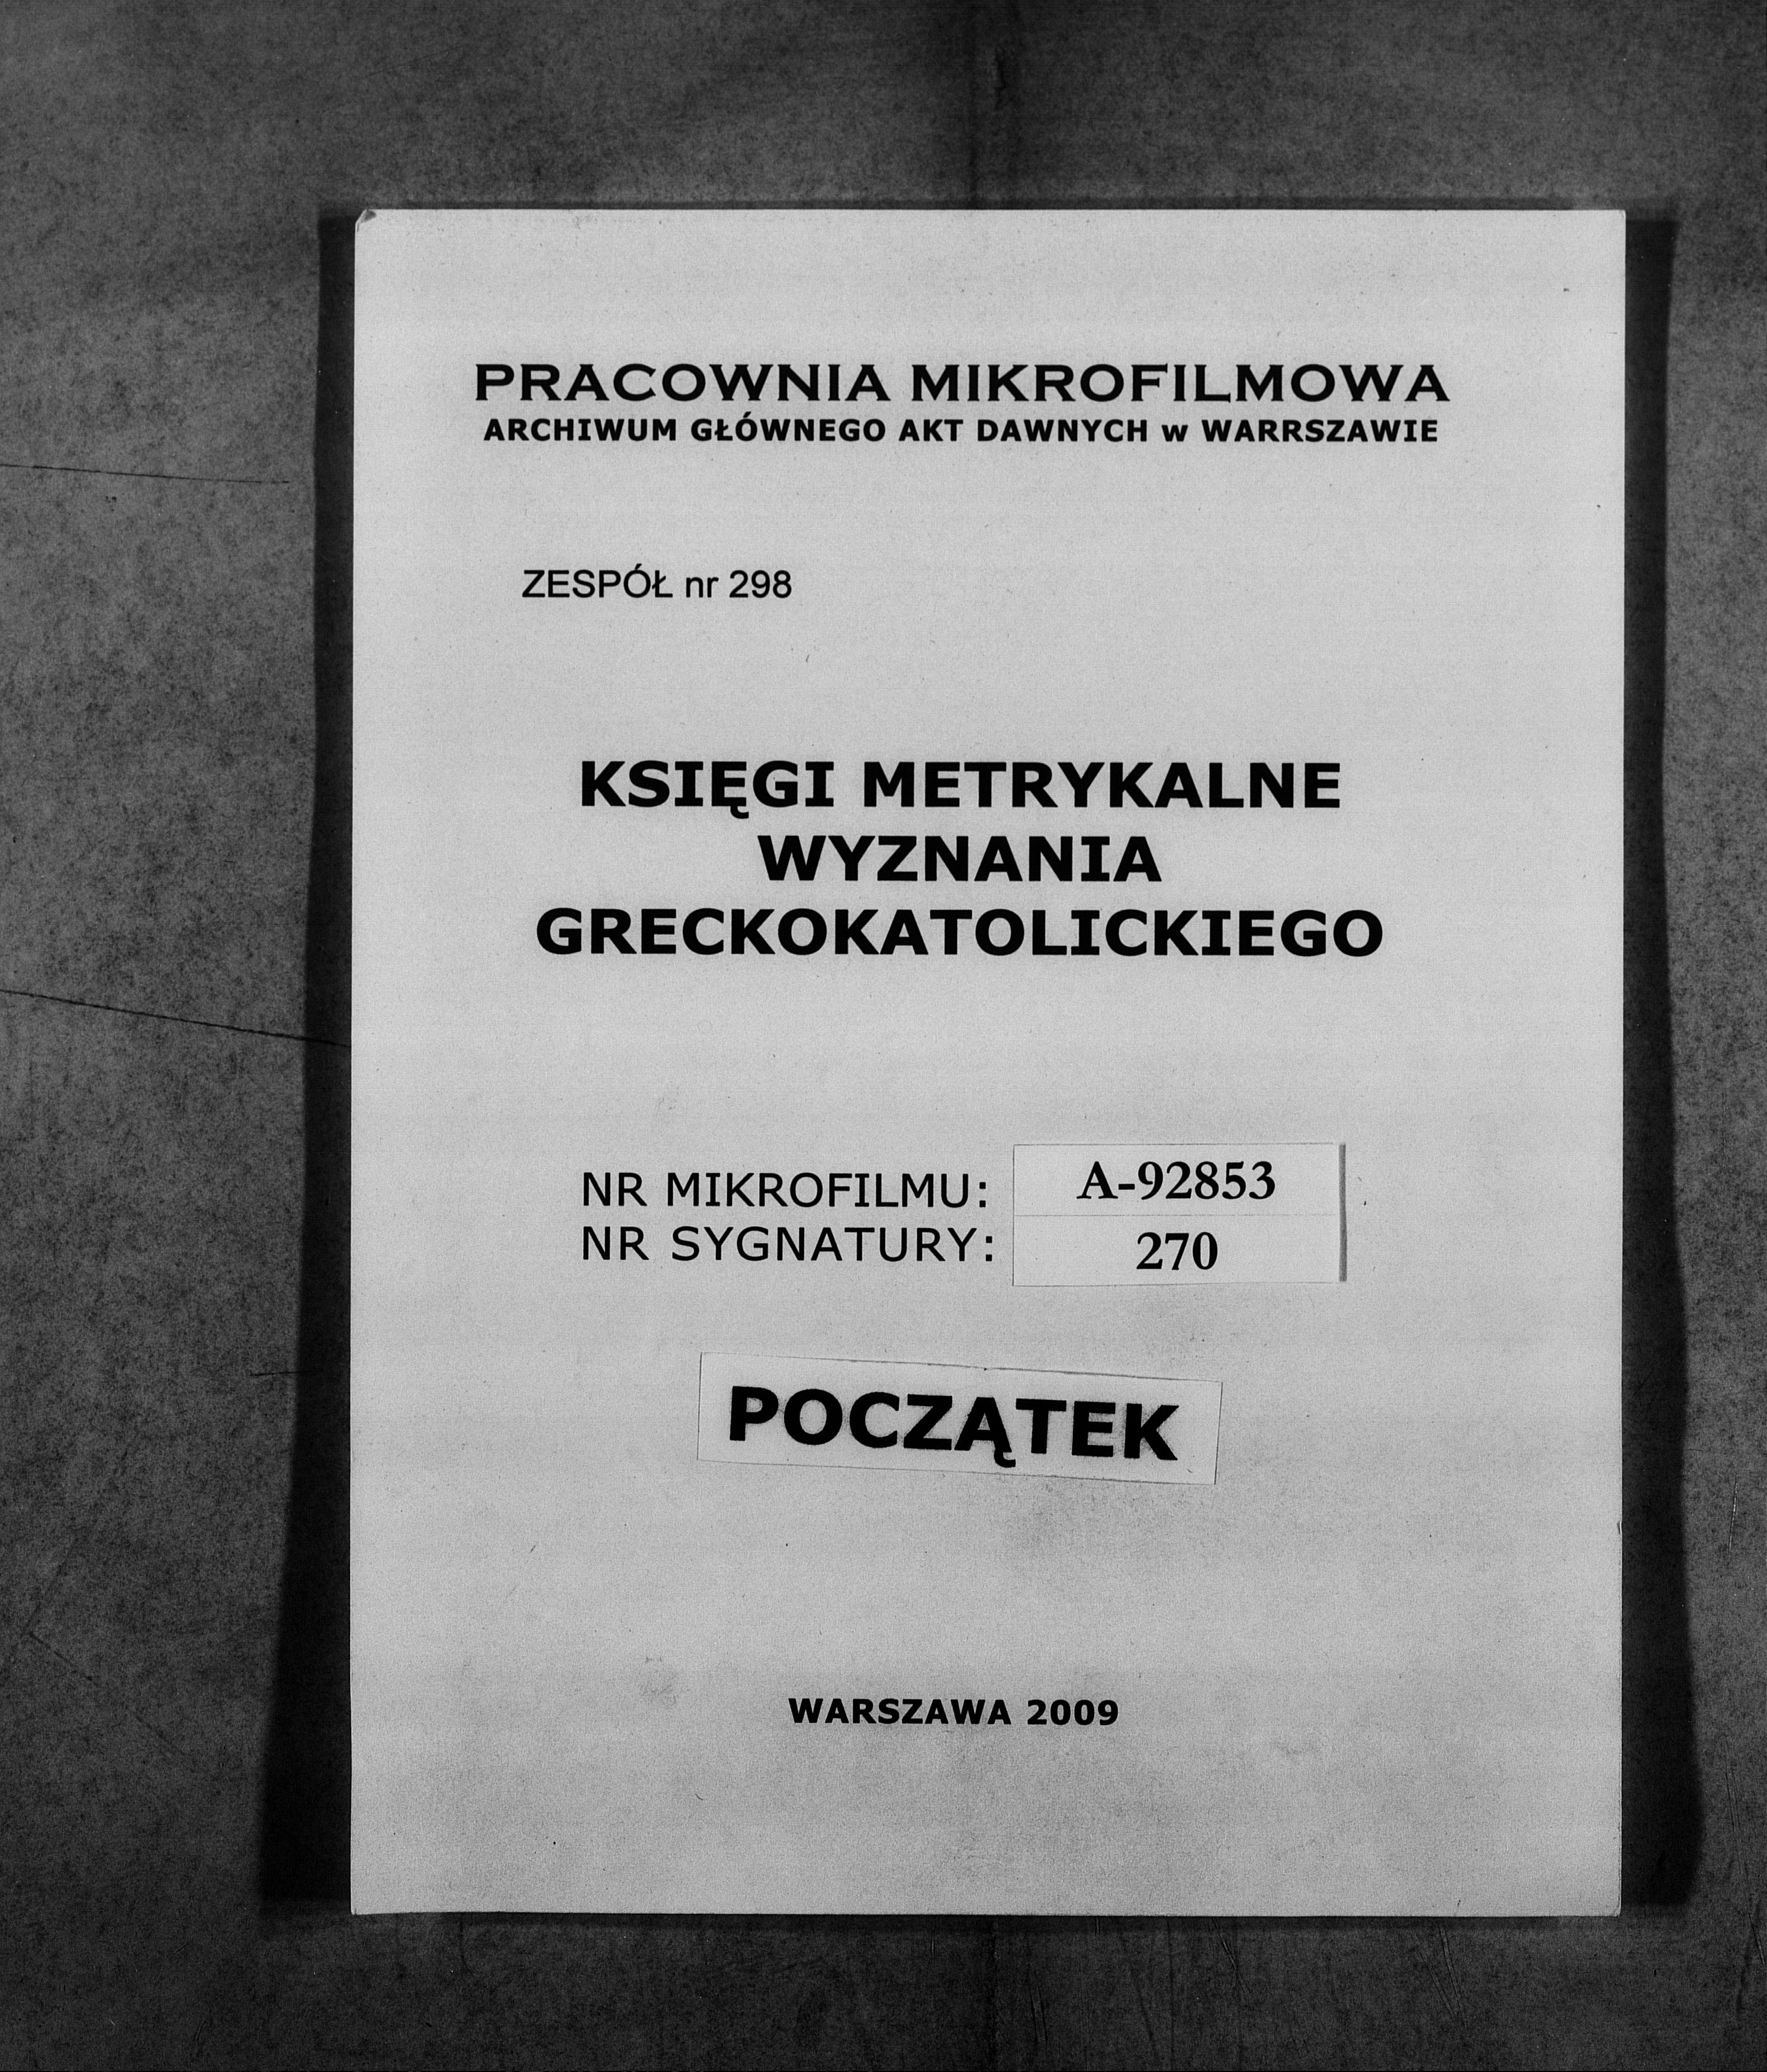 PRACOWNIA MIKROFILMOWA
ARCHIWUM GŁÓWNEGO AKT DAWNYCH w WARRSZAWIE
ZESPÓŁ nr 298
KSIĘGI METRYKALNE
WYZNANIA
GRECKOKATOLICKIEGO
NR MIKROFILMU: A-92853
NR SYGNATURY: 270
POCZĄTEK
WARSZAWA 2009